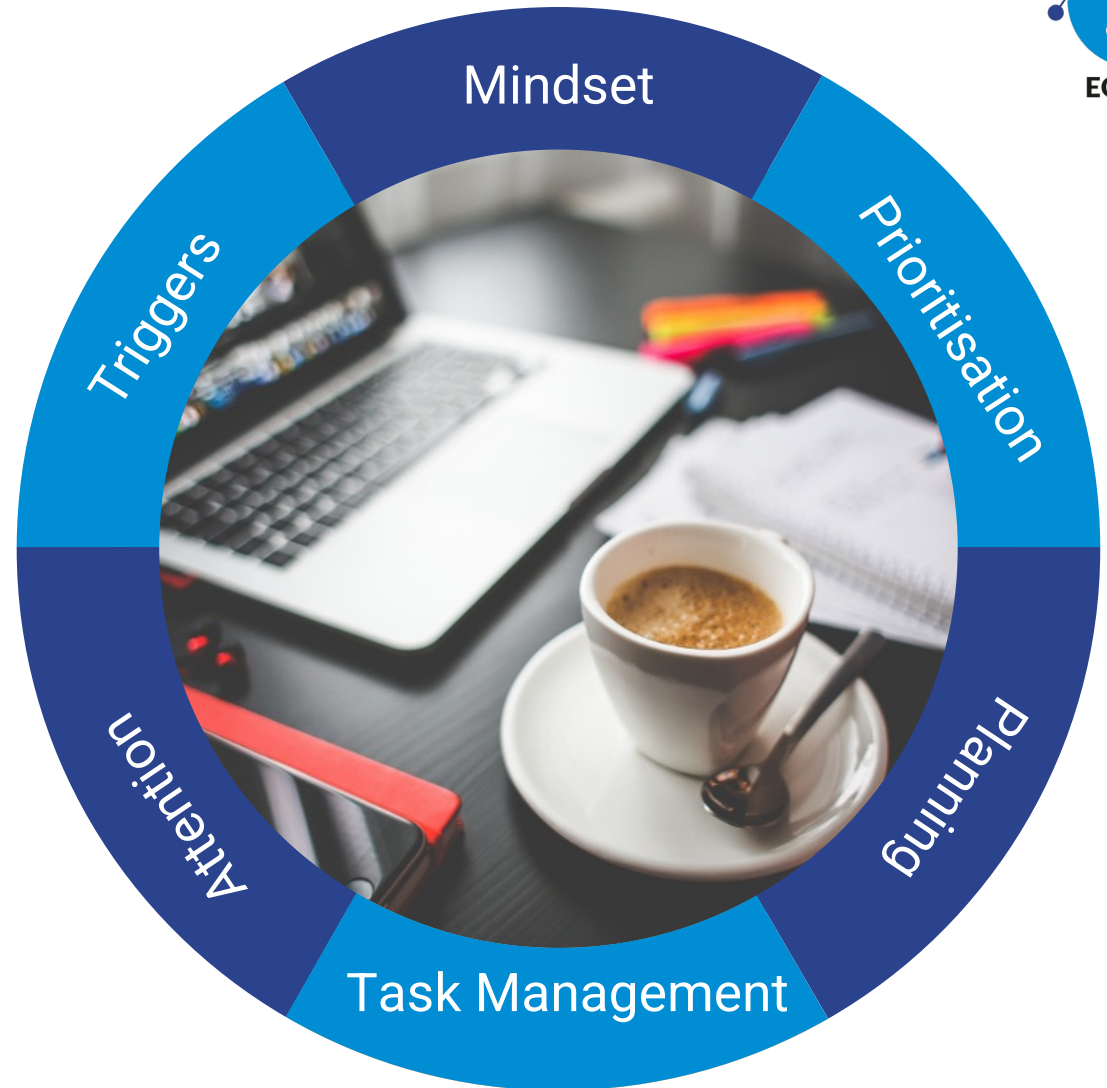 Mindset
Prioritisation
Planning
Task Management
Attention
Triggers